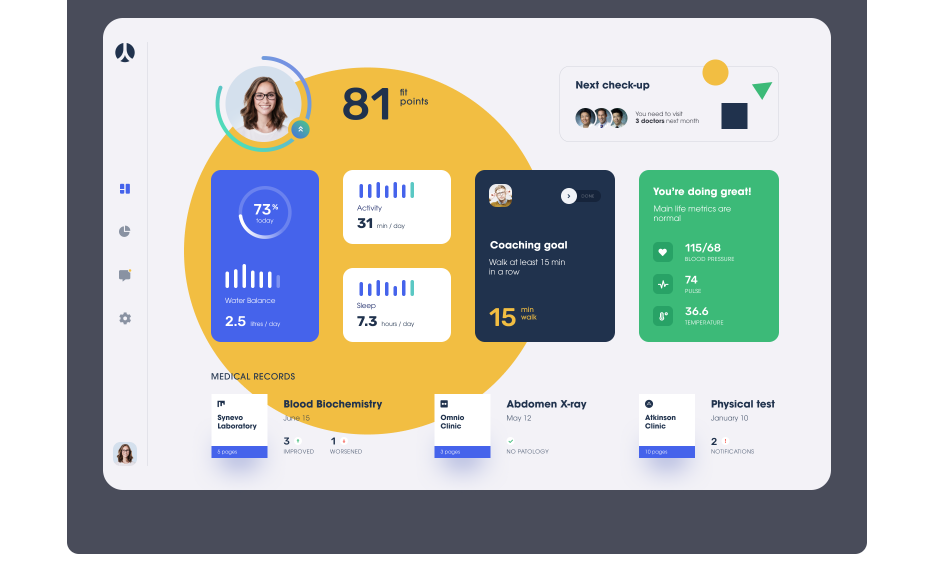 81 fit
points
Next check-up
You need to visit
3 doctors next month
73%
today
Water Balance
2.5 litres / day
Activity
31 min / day
Sleep
7.3 hours / day
DONE
Coaching goal
Walk at least 15 min
in a row
15 min
walk
You're doing great!
Main life metrics are
normal
115/68
BLOOD PRESSURE
74
PULSE
36.6
TEMPERATURE
MEDICAL RECORDS
Synevo
Laboratory
5 pages
Blood Biochemistry
June 15
3
IMPROVED
1
WORSENED
Omnio
Clinic
3 pages
Abdomen X-ray
May 12
NO PATOLOGY
Atkinson
Clinic
10 pages
Physical test
January 10
2
NOTIFICATIONS